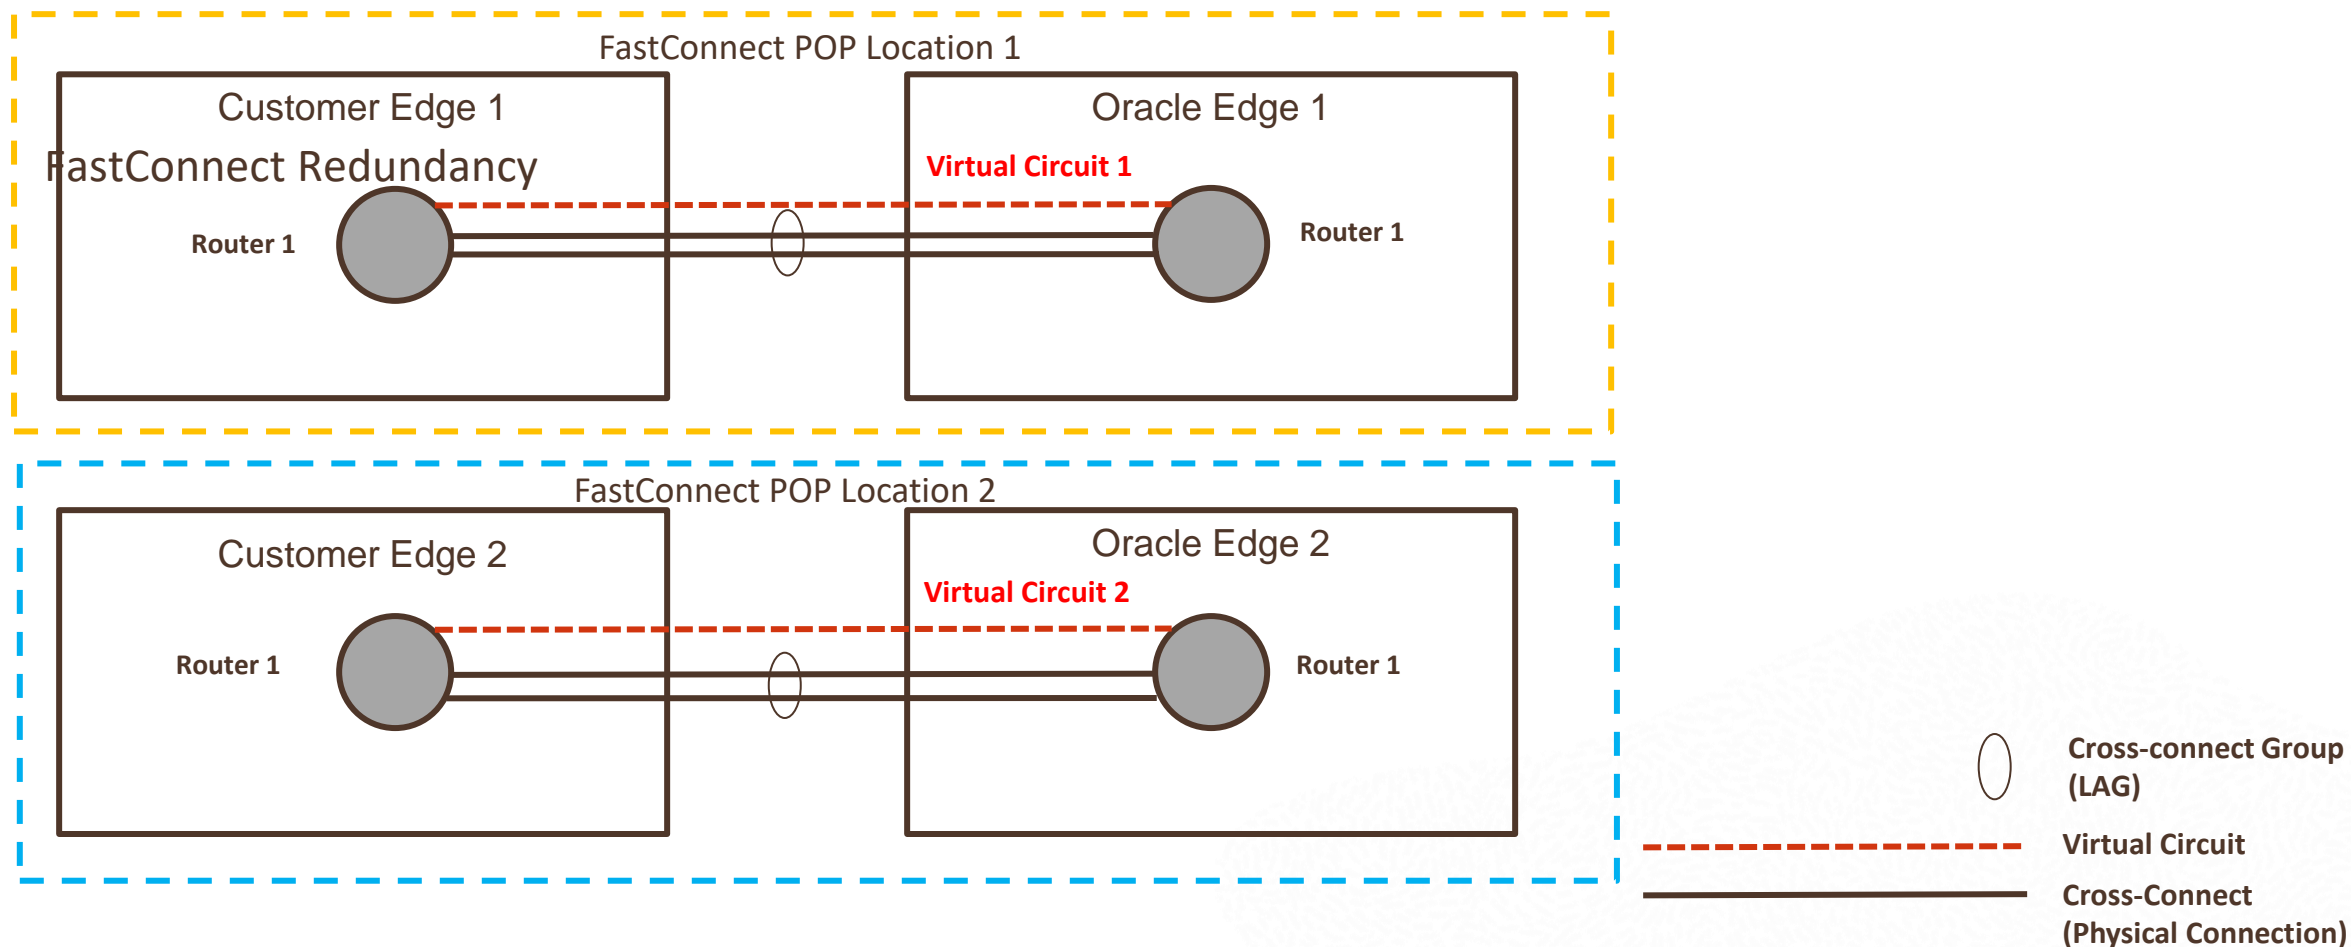 FastConnect POP Location 1
Customer Edge 1
Oracle Edge 1
FastConnect Redundancy
Virtual Circuit 1
Router 1
Router 1
FastConnect POP Location 2
Customer Edge 2
Oracle Edge 2
Virtual Circuit 2
Router 1
Router 1
Cross-connect Group
(LAG)
Virtual Circuit
Cross-Connect
(Physical Connection)